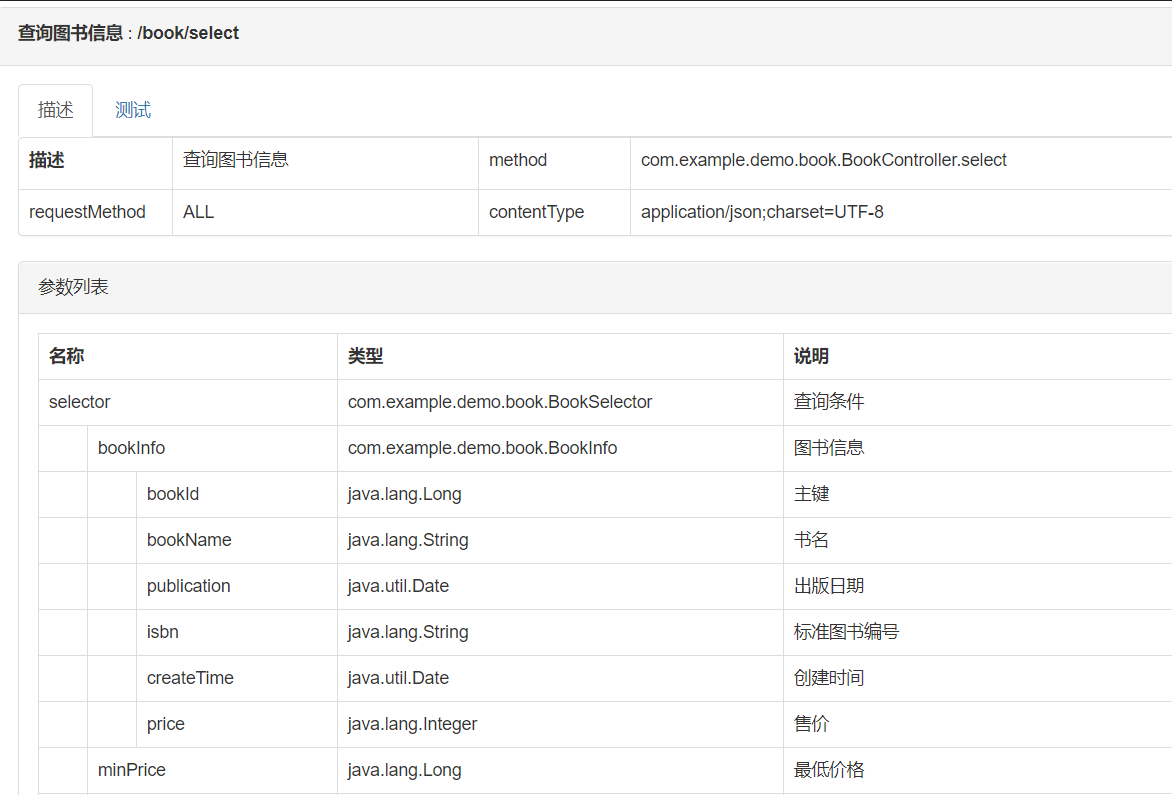 查询图书信息 : /book/select
描述 测试
描述 查询图书信息 method com.example.demo.book.BookController.select
requestMethod ALL contentType application/json;charset=UTF-8
参数列表
名称 类型 说明
selector com.example.demo.book.BookSelector 查询条件
bookInfo com.example.demo.book.BookInfo 图书信息
bookId java.lang.Long 主键
bookName java.lang.String 书名
publication java.util.Date 出版日期
isbn java.lang.String 标准图书编号
createTime java.util.Date 创建时间
price java.lang.Integer 售价
minPrice java.lang.Long 最低价格